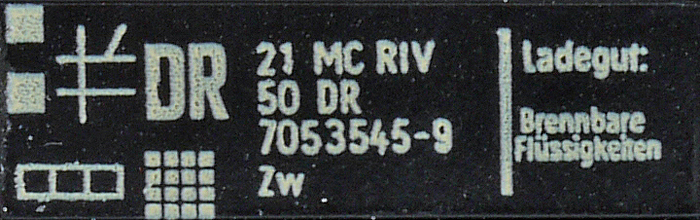 DR
21 MC RIV
50 DR
7053545-9
Zw
Ladegut:
Brennbare
Flüssigkeiten